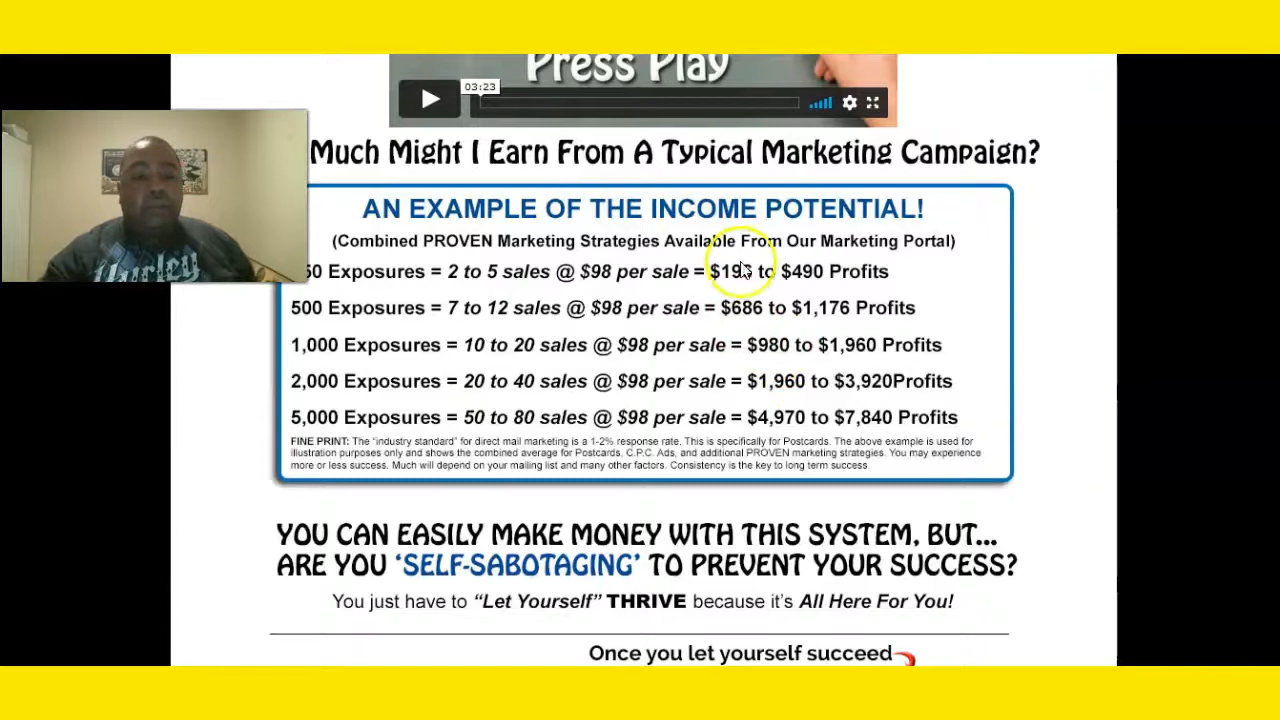 Press Play
03:23
Much Might I Earn From A Typical Marketing Campaign?
AN EXAMPLE OF THE INCOME POTENTIAL!
(Combined PROVEN Marketing Strategies Available From Our Marketing Portal)
50 Exposures = 2 to 5 sales @ $98 per sale = $196 to $490 Profits
500 Exposures = 7 to 12 sales @ $98 per sale = $686 to $1,176 Profits
1,000 Exposures = 10 to 20 sales @ $98 per sale = $980 to $1,960 Profits
2,000 Exposures = 20 to 40 sales @ $98 per sale = $1,960 to $3,920Profits
5,000 Exposures = 50 to 80 sales @ $98 per sale = $4,970 to $7,840 Profits
FINE PRINT: The "industry standard" for direct mail marketing is a 1-2% response rate. This is specifically for Postcards. The above example is used for
illustration purposes only and shows the combined average for Postcards, C.P.C. Ads, and additional PROVEN marketing strategies. You may experience
more or less success. Much will depend on your mailing list and many other factors. Consistency is the key to long term success.
YOU CAN EASILY MAKE MONEY WITH THIS SYSTEM, BUT...
ARE YOU 'SELF-SABOTAGING' TO PREVENT YOUR SUCCESS?
You just have to "Let Yourself" THRIVE because it's All Here For You!
Once you let yourself succeed